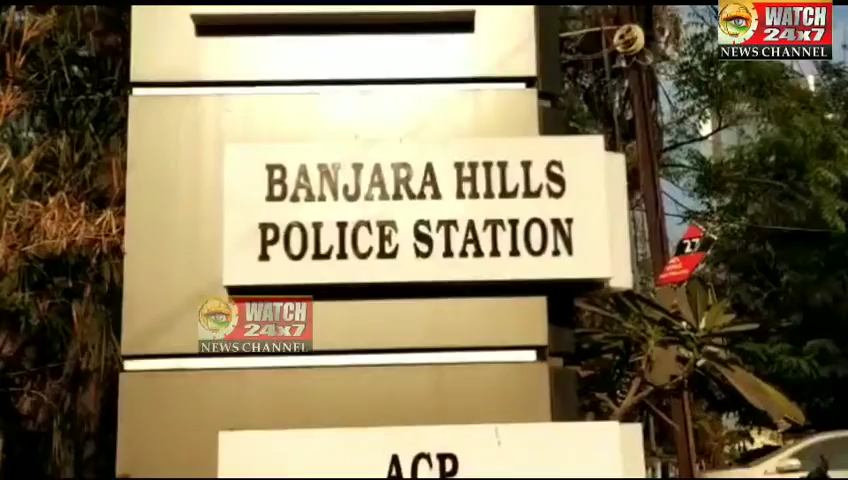 WATCH
24x7
NEWS CHANNEL
BANJARA HILLS
POLICE STATION
27
WATCH
24x7
NEWS CHANNEL
ACP